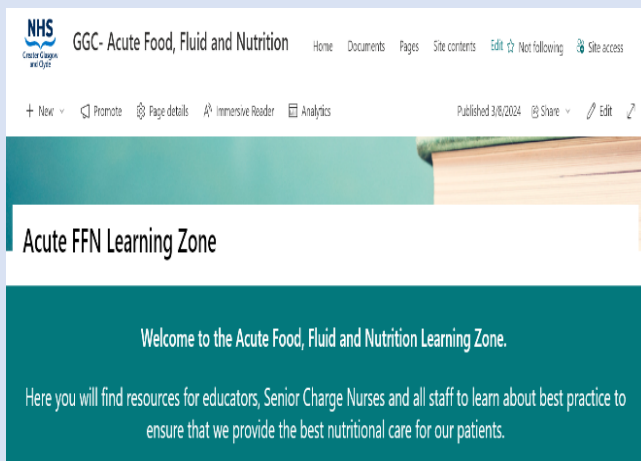 NHS
Greater Glasgow
and Clyde
GGC- Acute Food, Fluid and Nutrition
Home Documents Pages Site contents Edit Not following Site access
New Promote Page details Immersive Reader Analytics Published 3/8/2024 Share Edit
Acute FFN Learning Zone
Welcome to the Acute Food, Fluid and Nutrition Learning Zone.
Here you will find resources for educators, Senior Charge Nurses and all staff to learn about best practice to
ensure that we provide the best nutritional care for our patients.